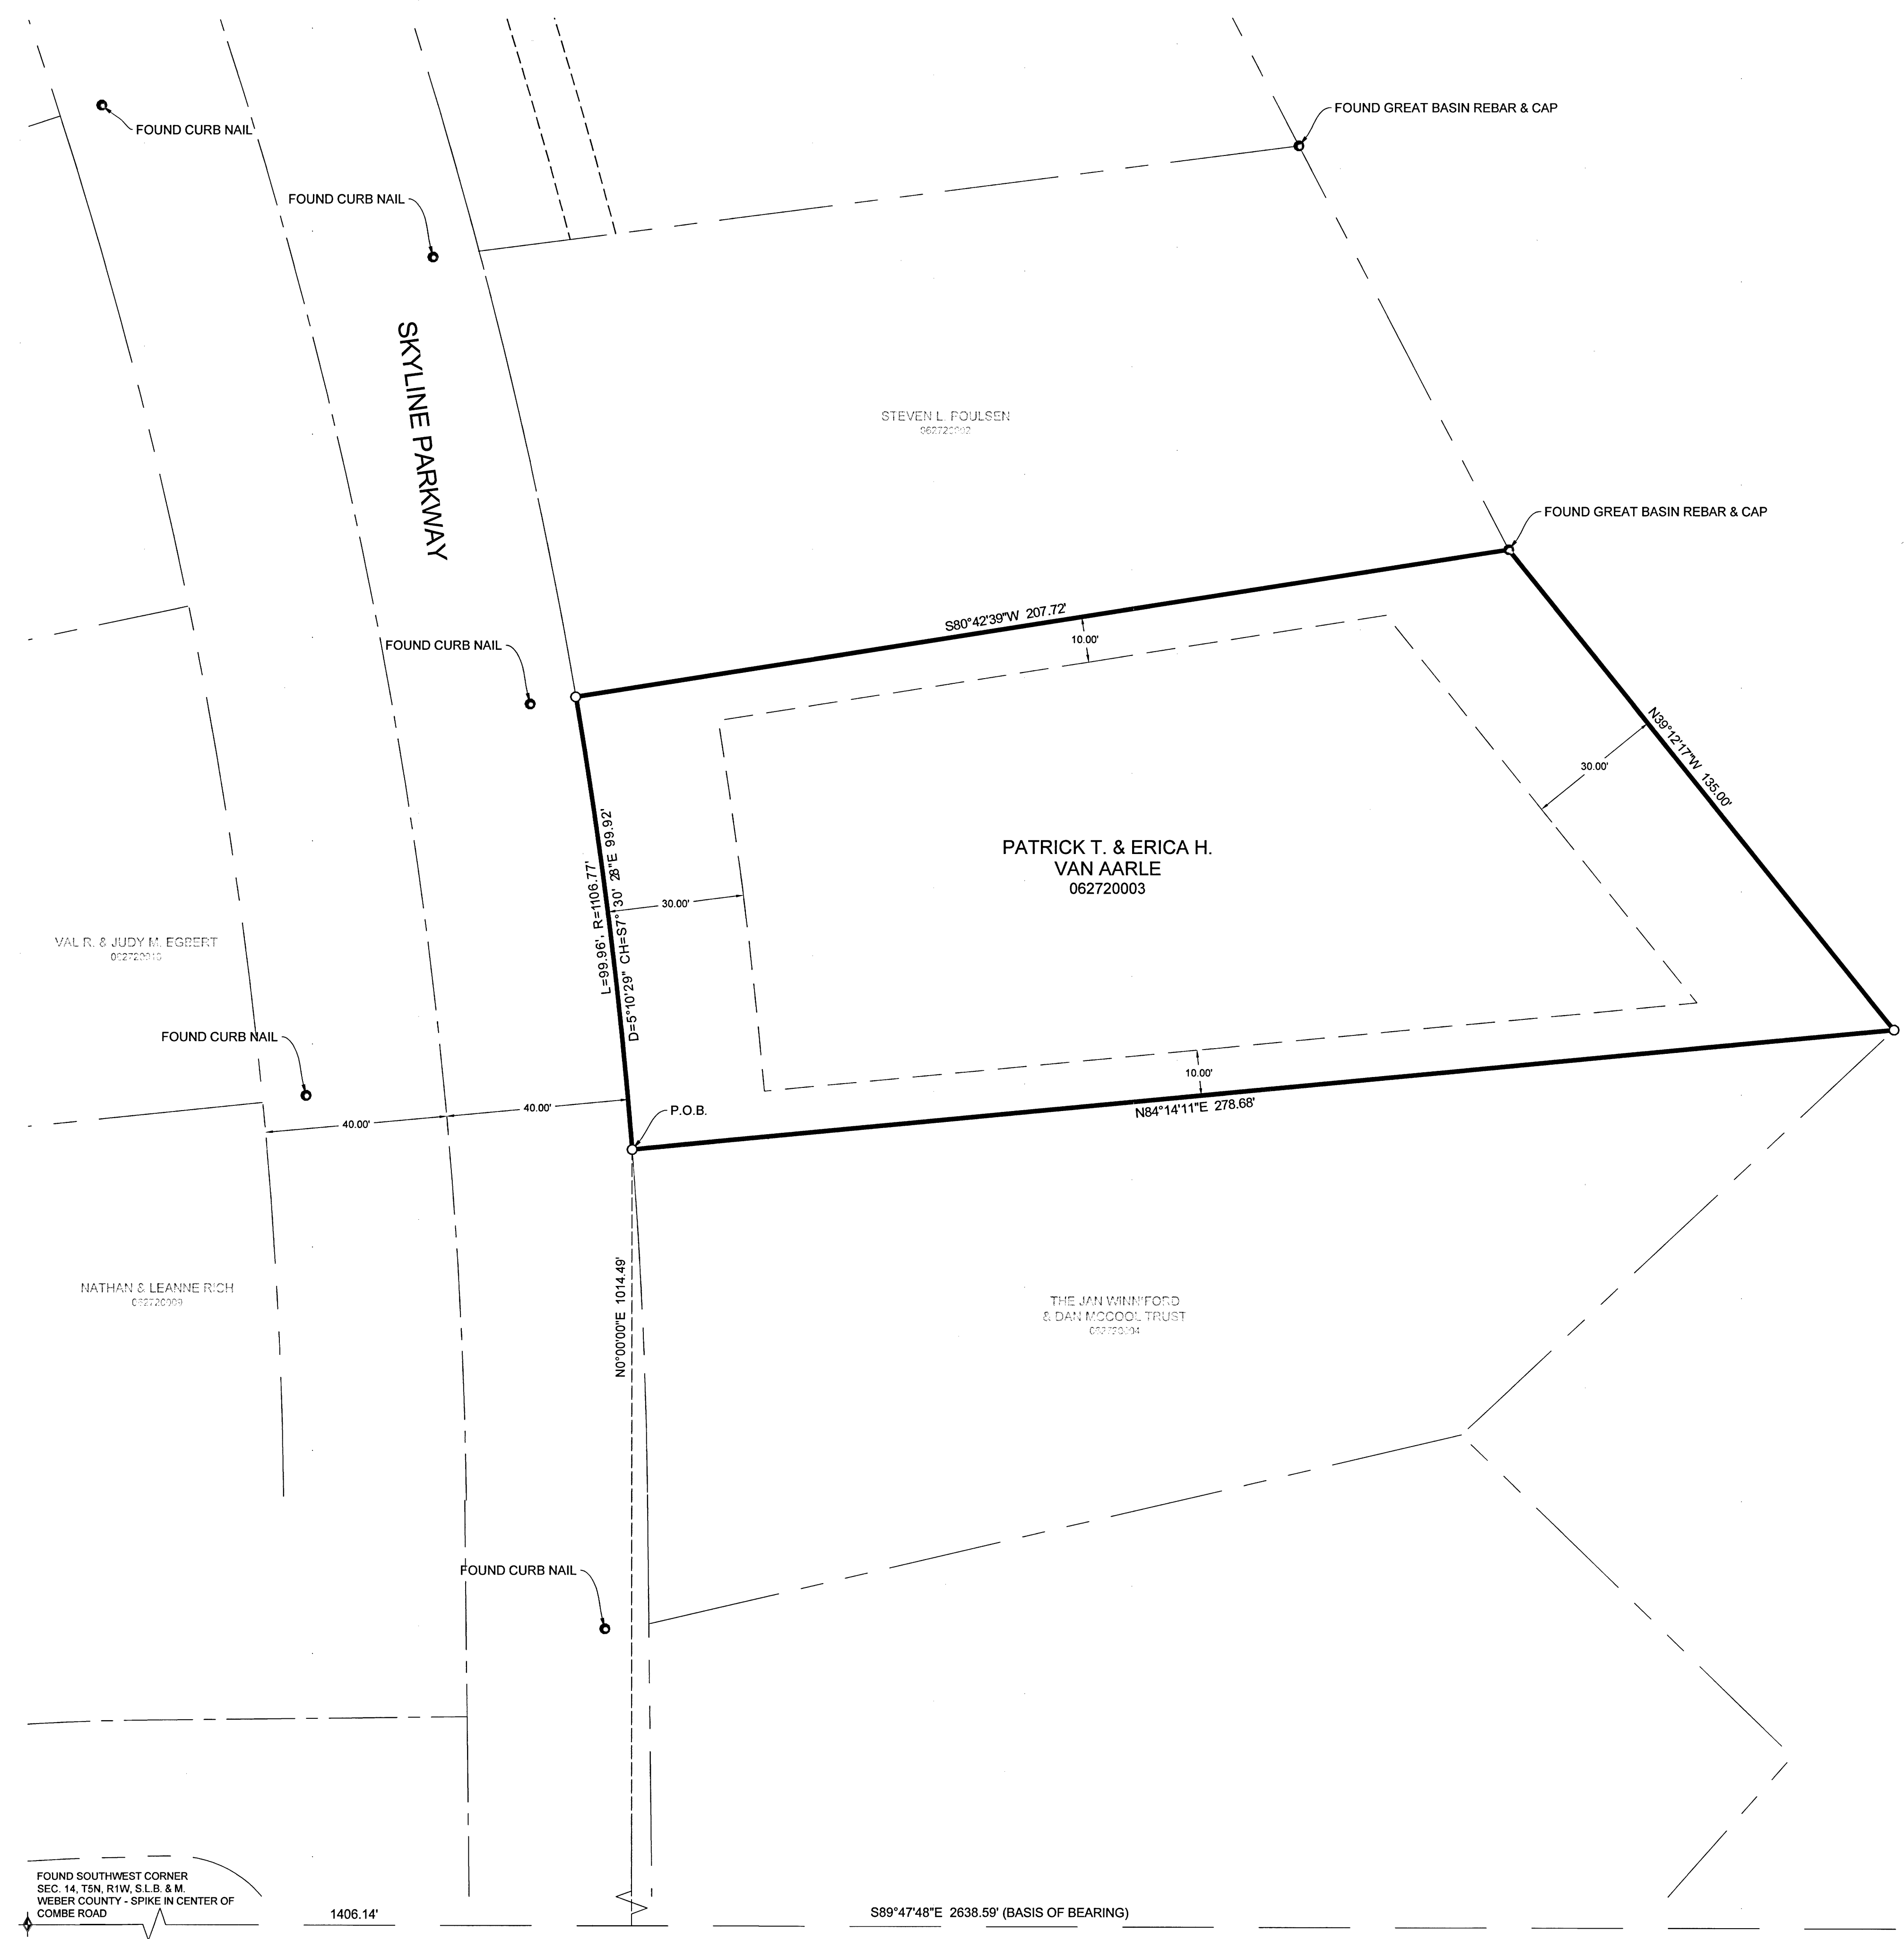 FOUND CURB NAIL
FOUND GREAT BASIN REBAR & CAP
FOUND CURB NAIL
SKYLINE PARKWAY
STEVEN L. POULSEN
062720002
FOUND GREAT BASIN REBAR & CAP
S80°42'39"W 207.72'
10.00'
FOUND CURB NAIL
N39°12'17"W 135.00'
30.00'
PATRICK T. & ERICA H.
VAN AARLE
062720003
L=99.96', R=1106.77'
D=5°10'29" CH=S7° 30' 28"E 99.92'
30.00'
VAL R. & JUDY M. EGBERT
FOUND CURB NAIL
10.00'
N84°14'11"E 278.68'
40.00'
40.00'
P.O.B.
N0°00'00"E 1014.49'
NATHAN & LEANNE RICH
062720009
THE JAN WINNIFORD
& DAN MCCOOL TRUST
062720004
FOUND CURB NAIL
FOUND SOUTHWEST CORNER
SEC. 14, T5N, R1W, S.L.B. & M.
WEBER COUNTY - SPIKE IN CENTER OF
COMBE ROAD
1406.14'
S89°47'48"E 2638.59' (BASIS OF BEARING)